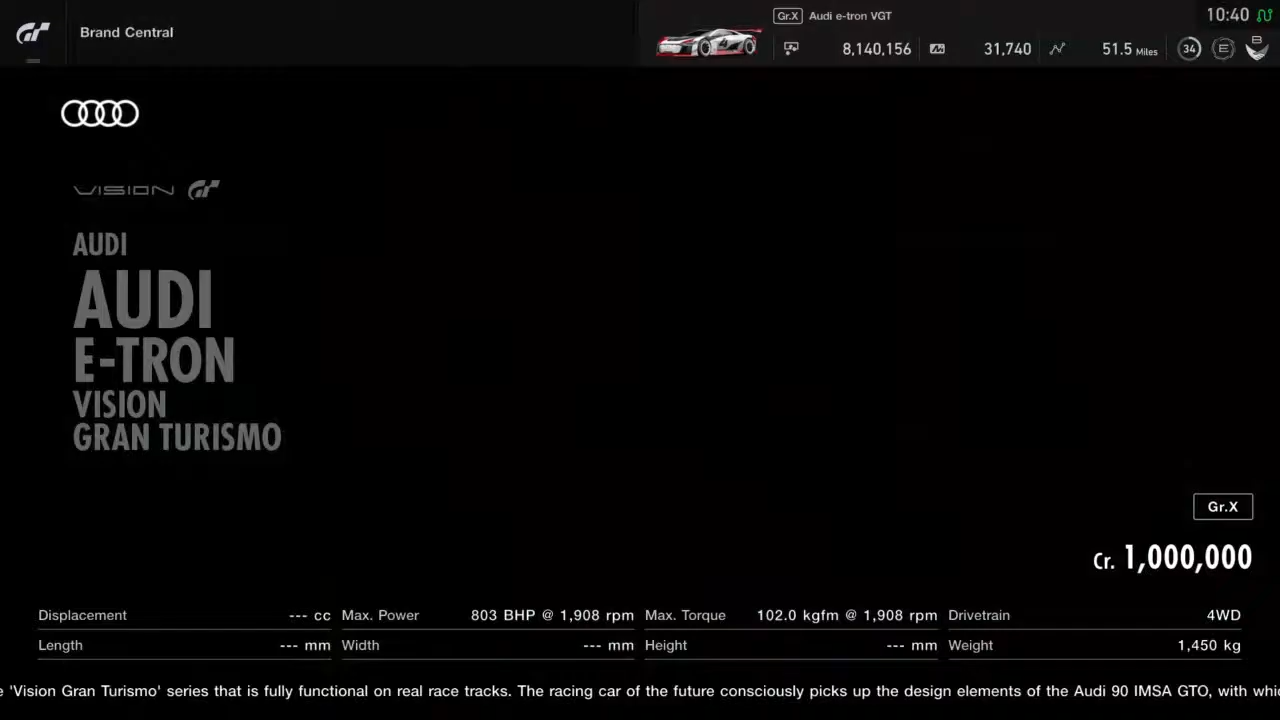 Brand Central
Gr.X Audi e-tron VGT
10:40
8,140,156 31,740 51.5 Miles 34 E B
VISION GT
AUDI
AUDI
E-TRON
VISION
GRAN TURISMO
Gr.X
Cr. 1,000,000
Displacement --- cc Max. Power 803 BHP @ 1,908 rpm Max. Torque 102.0 kgfm @ 1,908 rpm Drivetrain 4WD
Length --- mm Width --- mm Height --- mm Weight 1,450 kg
'Vision Gran Turismo' series that is fully functional on real race tracks. The racing car of the future consciously picks up the design elements of the Audi 90 IMSA GTO, with whic